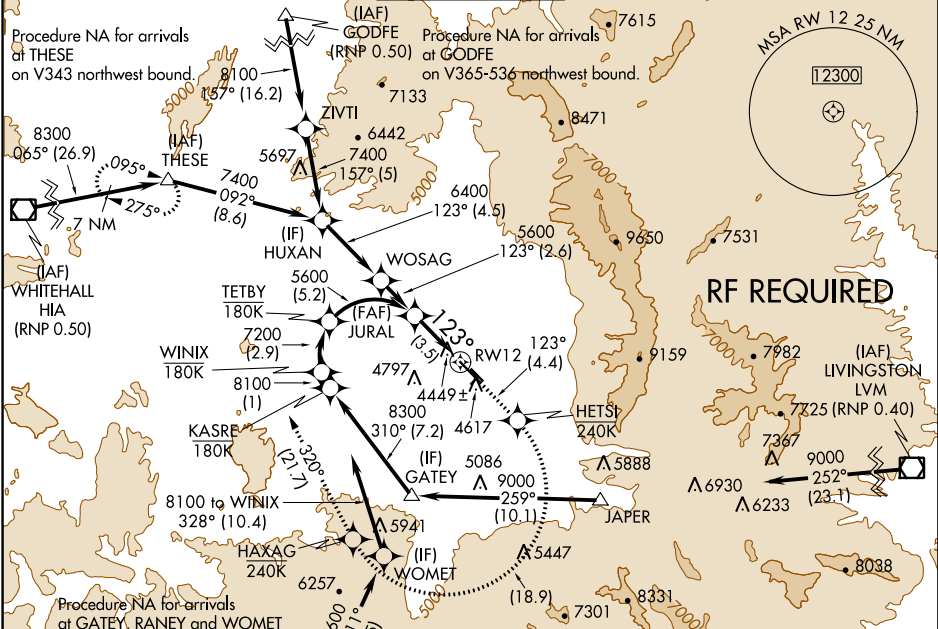 Procedure NA for arrivals
at THESE
on V343 northwest bound.
(IAF)
GODFE
(RNP 0.50)
Procedure NA for arrivals
at GODFE
on V365-536 northwest bound.
7615
MSA RW 12 25 NM
12300
8100
157° (16.2)
7133
ZIVTI
6442
8471
5000
8300
065° (26.9)
(IAF)
THESE
095°
275°
7 NM
7400
092°
(8.6)
5697
7400
157° (5)
6400
123° (4.5)
(IF)
HUXAN
5600
123° (2.6)
9650
7531
7000
(IAF)
WHITEHALL
HIA
(RNP 0.50)
WOSAG
RF REQUIRED
TETBY
180K
5600
(5.2)
(FAF)
JURAL
123°
(3.5)
RW12
123°
(4.4)
7200
(2.9)
WINIX
180K
8100
(1)
4797
4449±
4617
9159
7982
(IAF)
LIVINGSTON
LVM
(RNP 0.40)
7725
7367
KASRE
180K
8300
310° (7.2)
HETSI
240K
320°
(21.7)
(IF)
GATEY
5086
9000
259°
(10.1)
5888
JAPER
6930
6233
9000
252°
(23.1)
8100 to WINIX
328° (10.4)
5941
HAXAG
240K
(IF)
WOMET
5447
(18.9)
6257
5000
7301
8331
8038
Procedure NA for arrivals
at GATEY, RANEY and WOMET